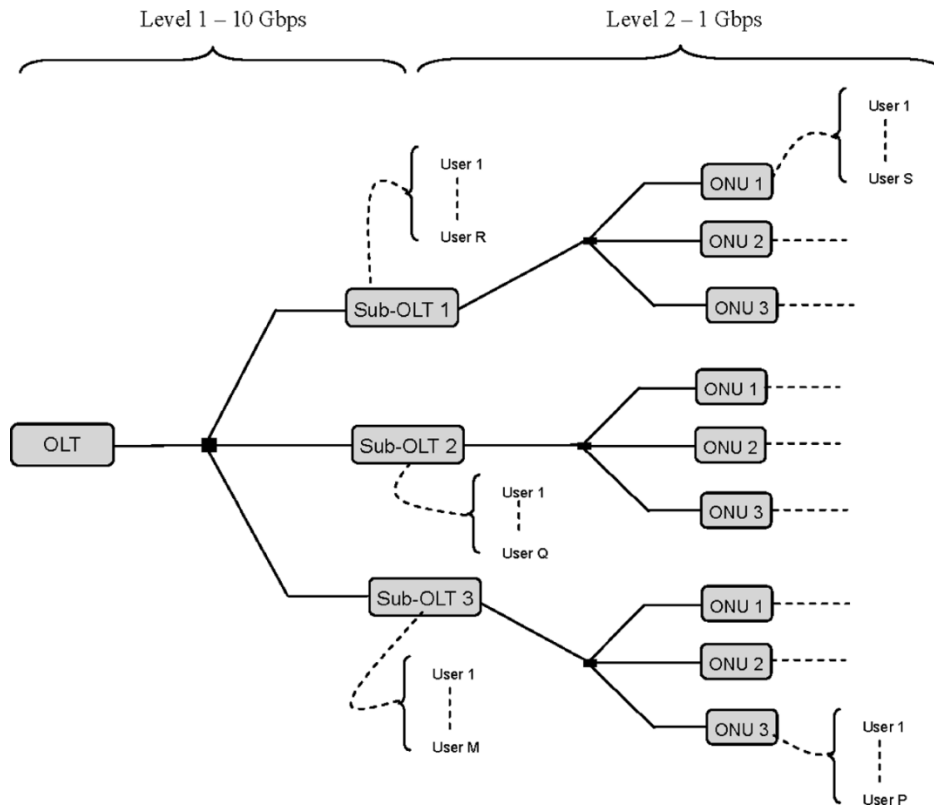 Level 1 – 10 Gbps
Level 2 – 1 Gbps
User 1
User S
ONU 1
User 1
User R
ONU 2
Sub-OLT 1
ONU 3
ONU 1
OLT
Sub-OLT 2
ONU 2
User 1
ONU 3
User Q
Sub-OLT 3
ONU 1
User 1
ONU 2
User M
ONU 3
User 1
User P